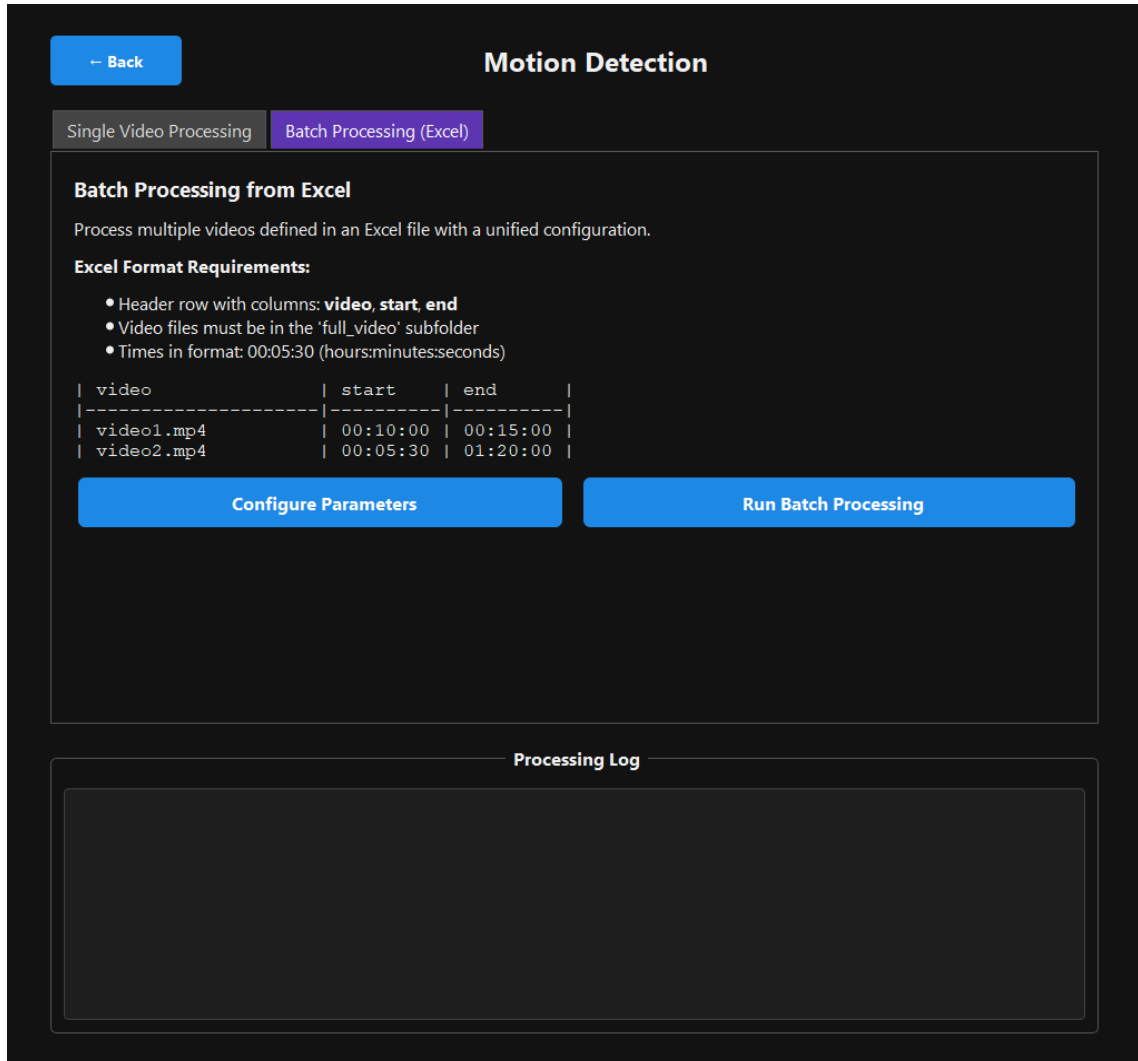 ← Back
Motion Detection
Single Video Processing
Batch Processing (Excel)
Batch Processing from Excel
Process multiple videos defined in an Excel file with a unified configuration.
Excel Format Requirements:
• Header row with columns: video, start, end
• Video files must be in the 'full_video' subfolder
• Times in format: 00:05:30 (hours:minutes:seconds)
| video                | start    | end      |
|----------------------|----------|----------|
| video1.mp4           | 00:10:00 | 00:15:00 |
| video2.mp4           | 00:05:30 | 01:20:00 |
Configure Parameters
Run Batch Processing
Processing Log